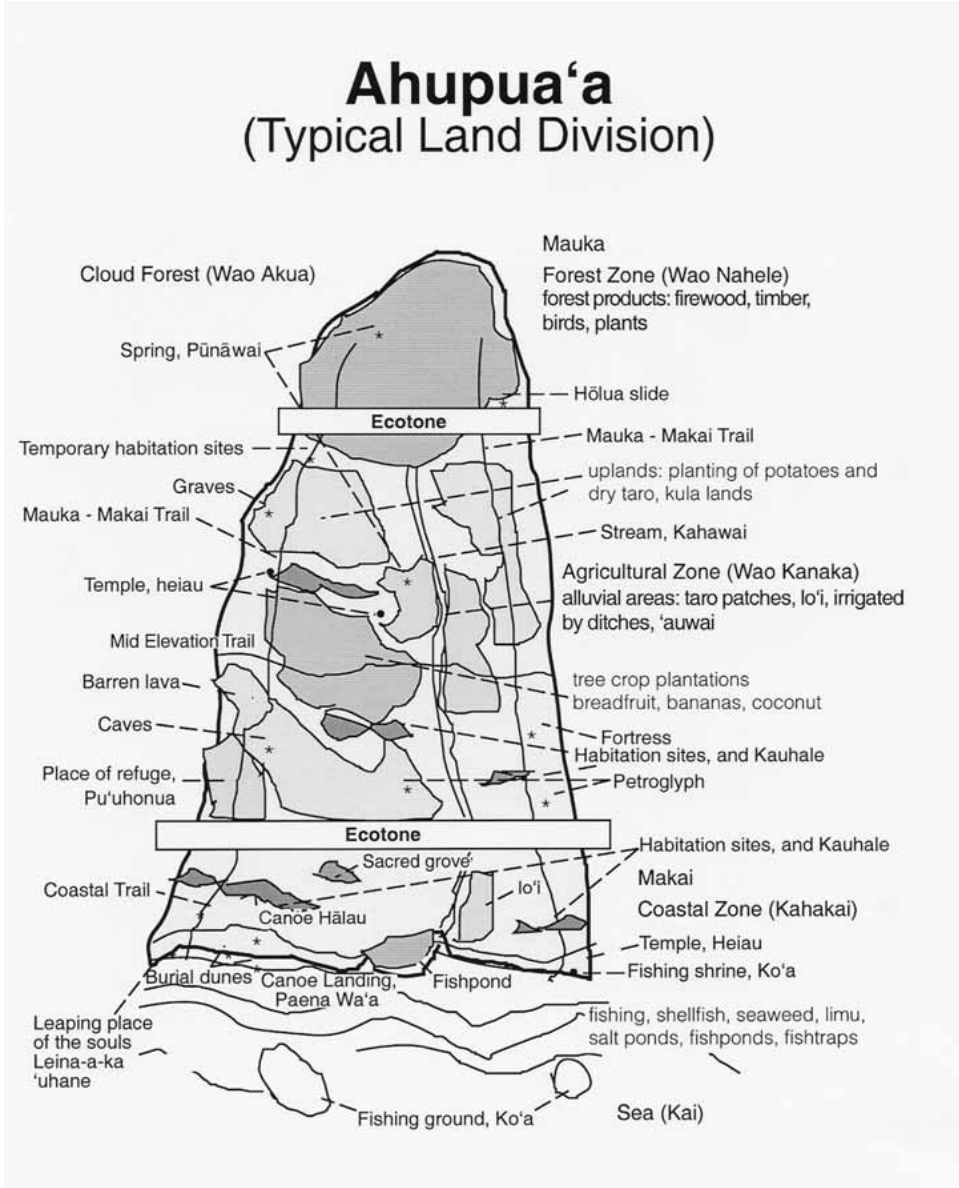 Ahupua‘a
(Typical Land Division)
Mauka
Cloud Forest (Wao Akua)
Forest Zone (Wao Nahele)
forest products: firewood, timber,
birds, plants
Spring, Pūnāwai
Hōlua slide
Ecotone
Temporary habitation sites
Mauka - Makai Trail
uplands: planting of potatoes and
dry taro, kula lands
Graves
Mauka - Makai Trail
Stream, Kahawai
Temple, heiau
Agricultural Zone (Wao Kanaka)
alluvial areas: taro patches, lo‘i, irrigated
by ditches, ‘auwai
Mid Elevation Trail
Barren lava
tree crop plantations
breadfruit, bananas, coconut
Caves
Fortress
Habitation sites, and Kauhale
Place of refuge,
Pu‘uhonua
Petroglyph
Ecotone
Sacred grove
Habitation sites, and Kauhale
Coastal Trail
lo‘i
Makai
Canoe Hālau
Coastal Zone (Kahakai)
Temple, Heiau
Burial dunes
Canoe Landing,
Paena Wa‘a
Fishpond
Fishing shrine, Ko‘a
Leaping place
of the souls
Leina-a-ka
‘uhane
fishing, shellfish, seaweed, limu,
salt ponds, fishponds, fishtraps
Fishing ground, Ko‘a
Sea (Kai)